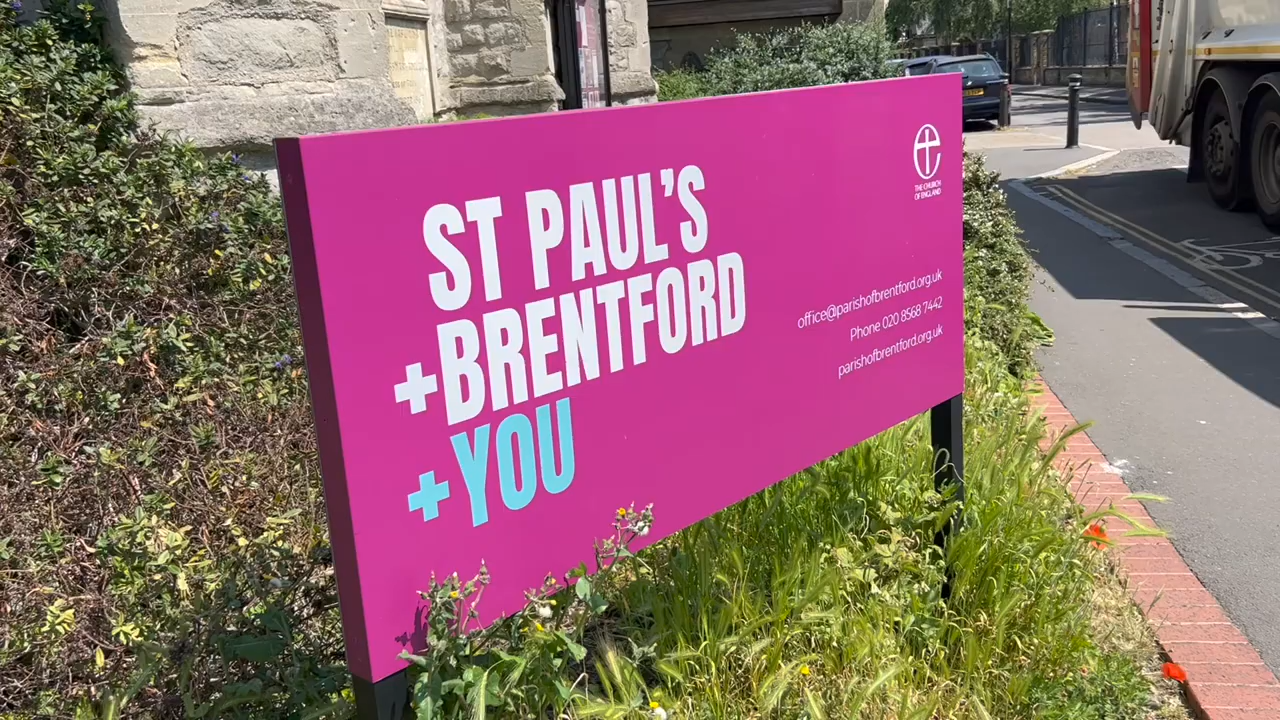 ST PAUL'S
+BRENTFORD
+YOU
THE CHURCH
OF ENGLAND
office@parishofbrentford.org.uk
Phone 020 8568 7442
parishofbrentford.org.uk